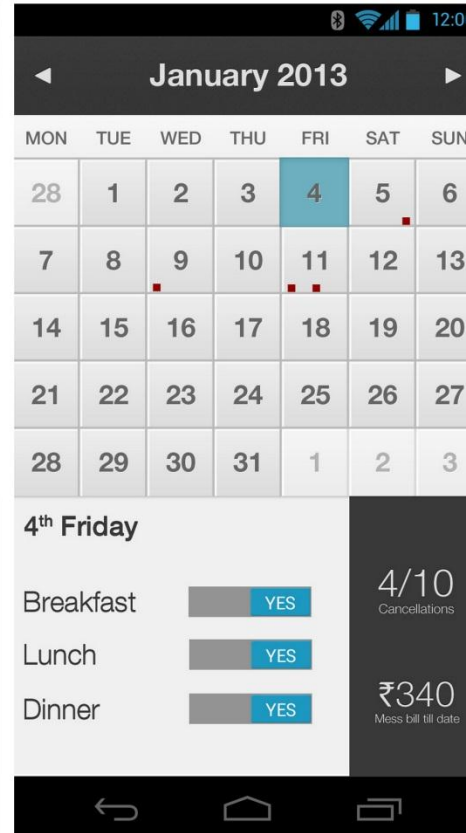 12:0
January 2013
MON TUE WED THU FRI SAT SUN
28 1 2 3 4 5 6
7 8 9 10 11 12 13
14 15 16 17 18 19 20
21 22 23 24 25 26 27
28 29 30 31 1 2 3
4th Friday
4/10
Cancellations
Breakfast YES
Lunch YES
Dinner YES
₹340
Mess bill till date